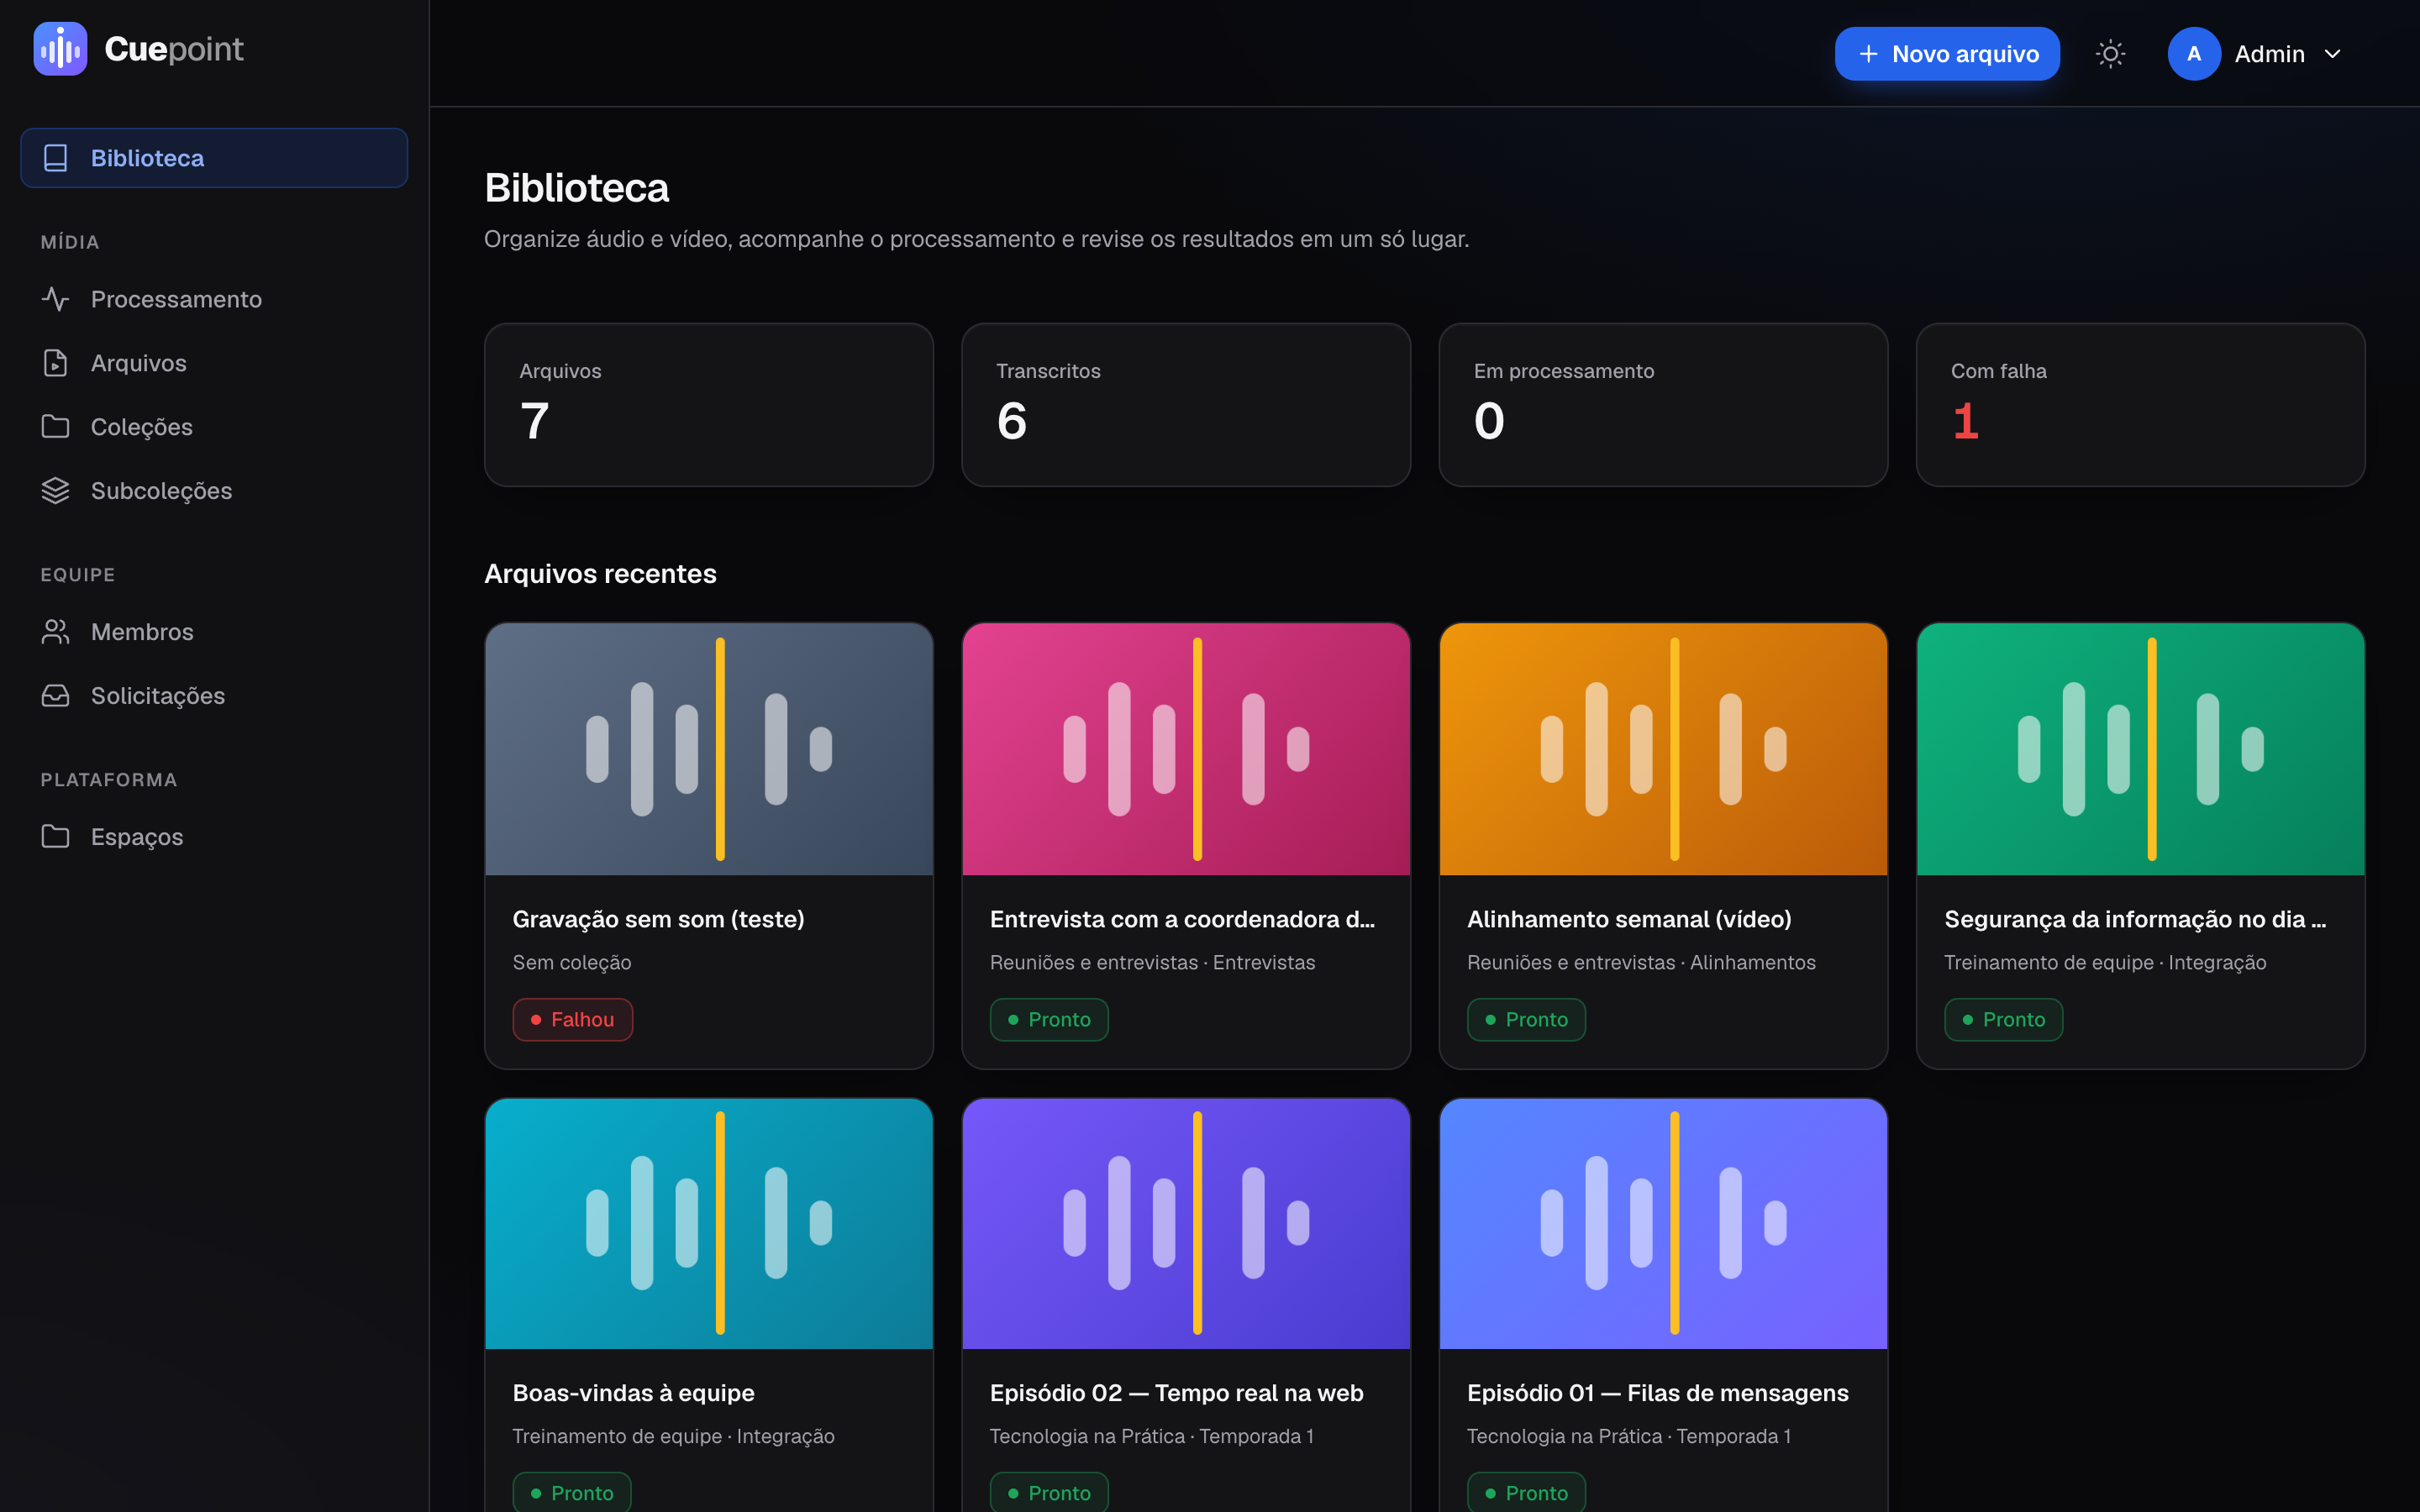 Cuepoint
Novo arquivo
A
Admin
Biblioteca
MÍDIA
Processamento
Arquivos
Coleções
Subcoleções
EQUIPE
Membros
Solicitações
PLATAFORMA
Espaços
Biblioteca
Organize áudio e vídeo, acompanhe o processamento e revise os resultados em um só lugar.
Arquivos
7
Transcritos
6
Em processamento
0
Com falha
1
Arquivos recentes
Gravação sem som (teste)
Sem coleção
Falhou
Entrevista com a coordenadora d...
Reuniões e entrevistas · Entrevistas
Pronto
Alinhamento semanal (vídeo)
Reuniões e entrevistas · Alinhamentos
Pronto
Segurança da informação no dia ...
Treinamento de equipe · Integração
Pronto
Boas-vindas à equipe
Treinamento de equipe · Integração
Pronto
Episódio 02 — Tempo real na web
Tecnologia na Prática · Temporada 1
Pronto
Episódio 01 — Filas de mensagens
Tecnologia na Prática · Temporada 1
Pronto